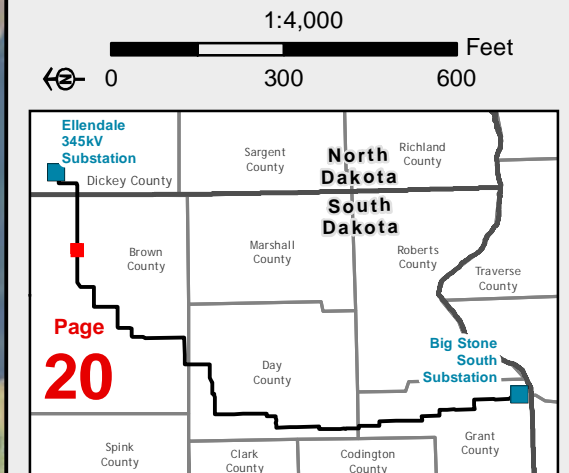 1:4,000
Feet
N
0 300 600
Ellendale
345kV
Substation
Dickey County
Sargent
County
North
Dakota
Richland
County
South
Dakota
Brown
County
Marshall
County
Roberts
County
Traverse
County
Page
20
Big Stone
South
Substation
Day
County
Grant
County
Spink
County
Clark
County
Codington
County